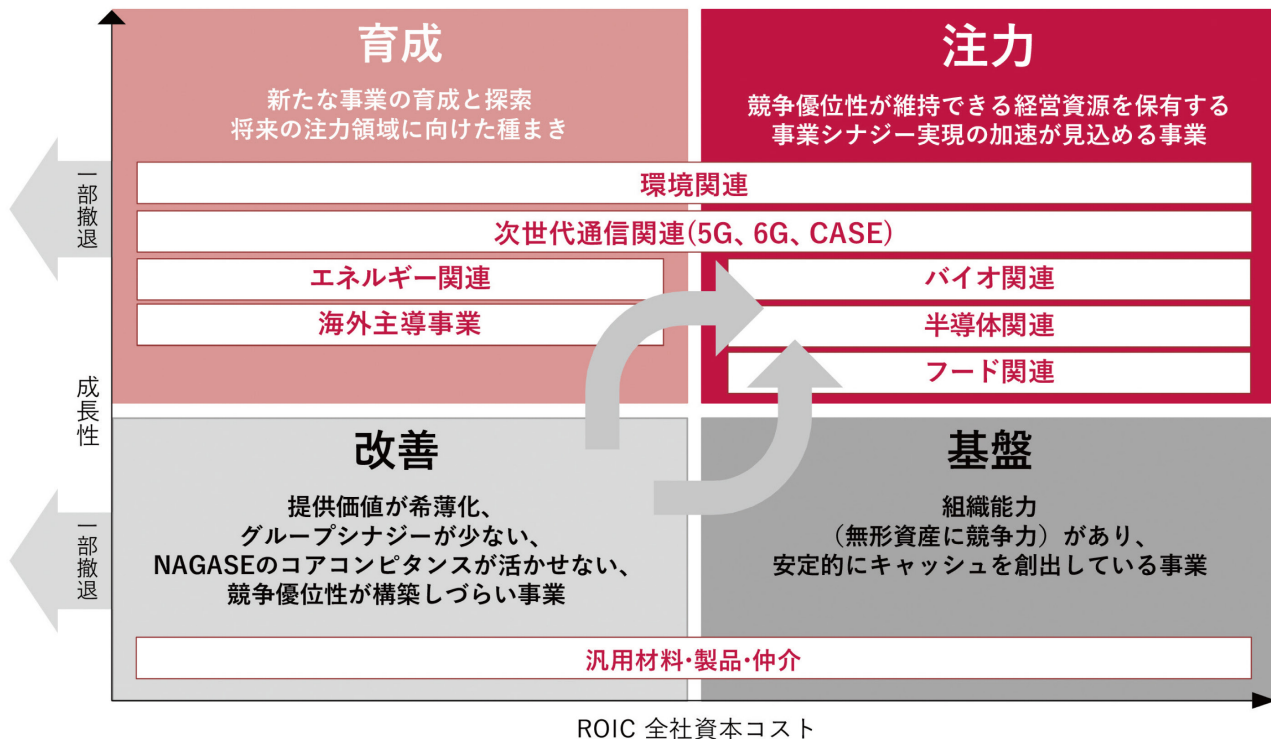 育成
新たな事業の育成と探索
将来の注力領域に向けた種まき
注力
競争優位性が維持できる経営資源を保有する
事業シナジー実現の加速が見込める事業
一部撤退
環境関連
次世代通信関連(5G、6G、CASE)
エネルギー関連
海外主導事業
バイオ関連
半導体関連
フード関連
成長性
改善
提供価値が希薄化、
グループシナジーが少ない、
NAGASEのコアコンピタンスが活かせない、
競争優位性が構築しづらい事業
基盤
組織能力
（無形資産に競争力）があり、
安定的にキャッシュを創出している事業
一部撤退
汎用材料・製品・仲介
ROIC 全社資本コスト